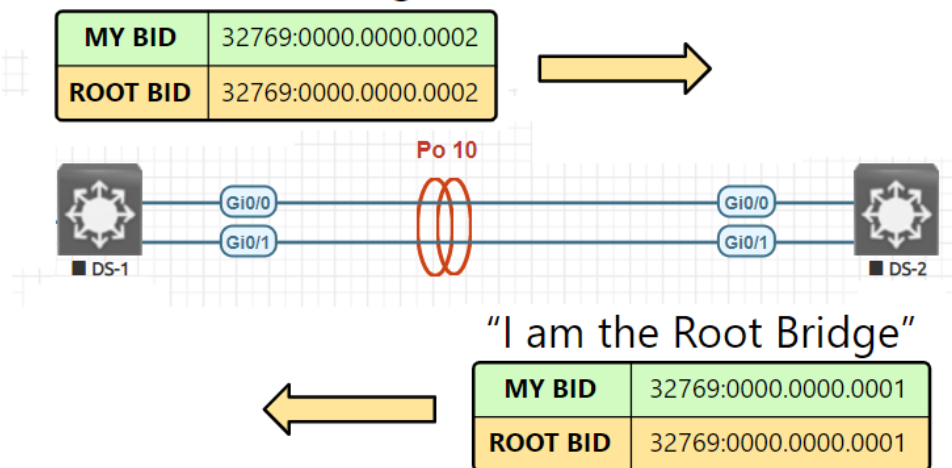 MY BID 32769:0000.0000.0002
ROOT BID 32769:0000.0000.0002
Po 10
Gi0/0 Gi0/0
Gi0/1 Gi0/1
DS-1 DS-2
“I am the Root Bridge”
MY BID 32769:0000.0000.0001
ROOT BID 32769:0000.0000.0001